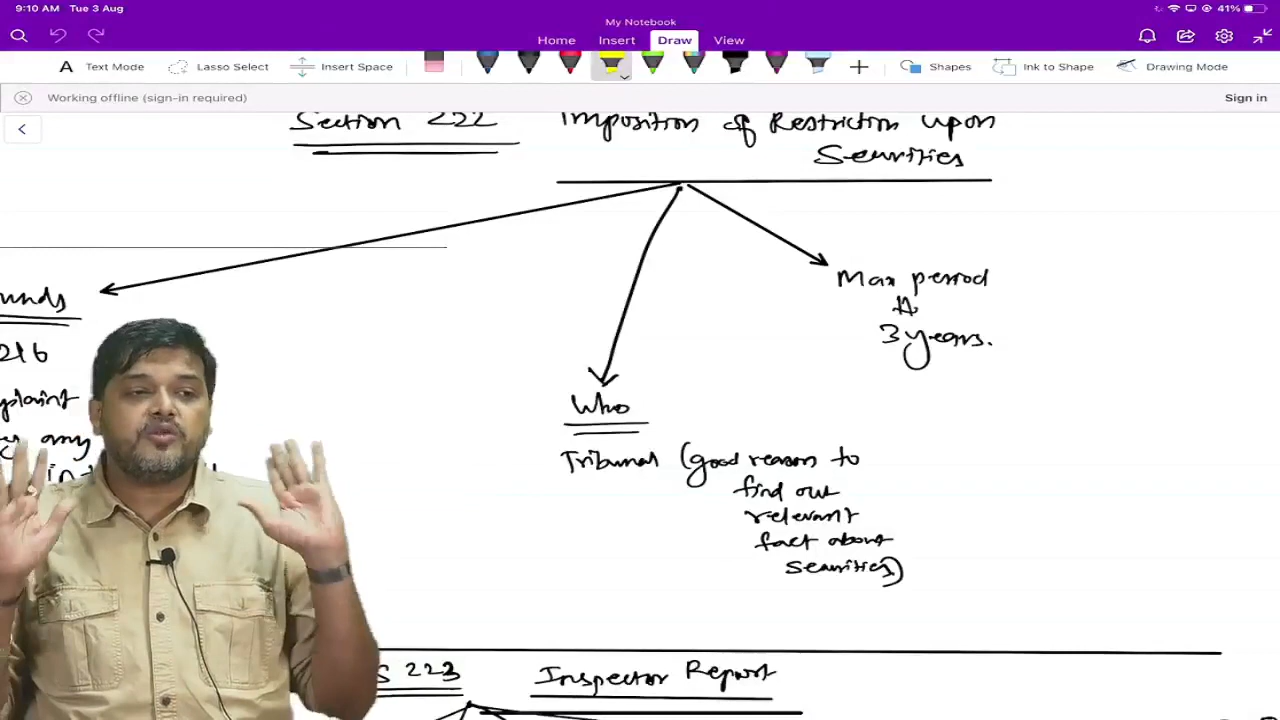 9:10 AM Tue 3 Aug
41%
My Notebook
Home Insert Draw View
Text Mode Lasso Select Insert Space Shapes Ink to Shape Drawing Mode
Working offline (sign-in required) Sign in
Section 222 Imposition of Restriction upon
Securities
Max period
3 years.
216
Who
any
Tribunal (good reason to
find out
relevant
fact about
securities)
S 223 Inspector Report